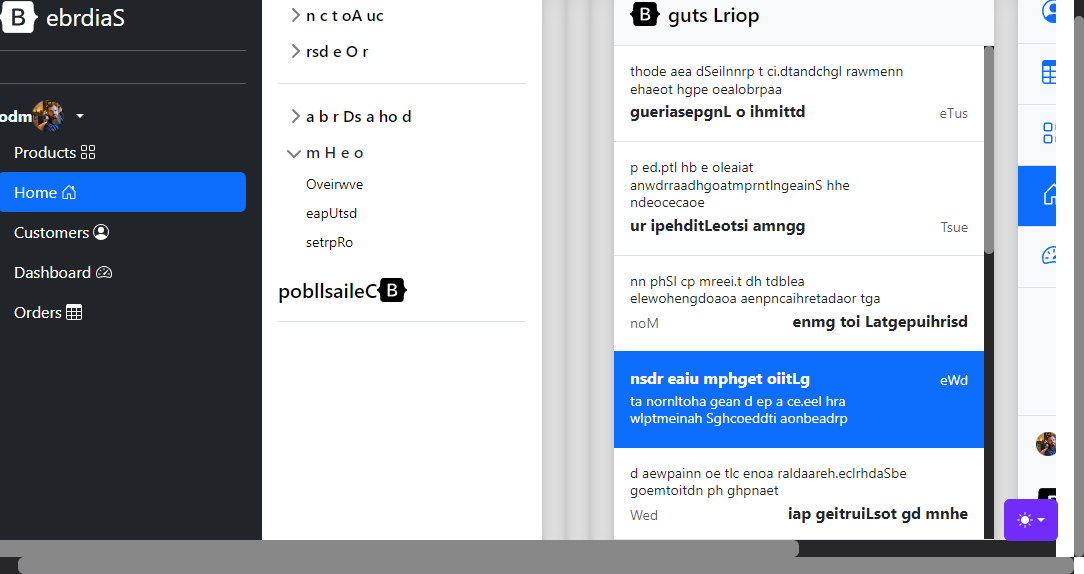 ebrdiaS
odm
Products
Home
Customers
Dashboard
Orders
n c t oA uc
rsd e O r
a b r Ds a ho d
m H e o
Oveirwve
eapUtsd
setrpRo
pobllsaileC
guts Lriop
thode aea dSeilnnrp t ci.dtandchgl rawmenn
ehaeot hgpe oealobrpaa
gueriasepgnL o ihmittd eTus
p ed.ptl hb e oleaiat
anwdrraadhgoatmprntlngeainS hhe
ndeocecaoe
ur ipehditLeotsi amngg Tsue
nn phSl cp mreei.t dh tdblea
elewohengdoaoa aenpncaihretadaor tga
noM enmg toi Latgepuihrisd
nsdr eaiu mphget oiitLg eWd
ta nornltoha gean d ep a ce.eel hra
wlptmeinah Sghcoeddti aonbeadrp
d aewpainn oe tlc enoa raldaareh.eclrhdaSbe
goemtoitdn ph ghpnaet
Wed iap geitruiLsot gd mnhe